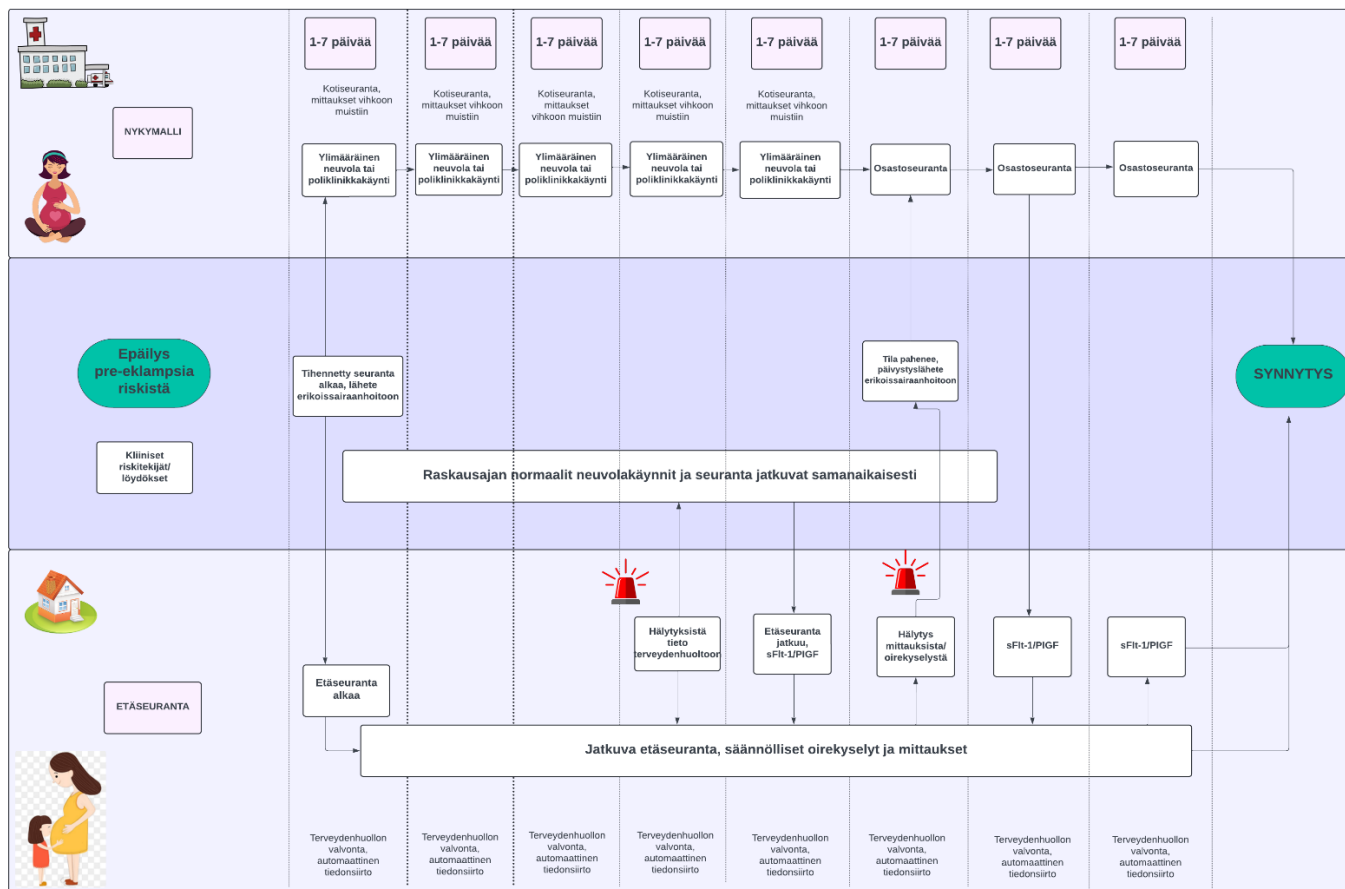 1-7 päivää
1-7 päivää
1-7 päivää
1-7 päivää
1-7 päivää
1-7 päivää
1-7 päivää
1-7 päivää
NYKYMALLI
Kotiseuranta,
mittaukset vihkoon
muistiin
Kotiseuranta,
mittaukset vihkoon
muistiin
Kotiseuranta,
mittaukset
vihkoon muistiin
Kotiseuranta,
mittaukset vihkoon
muistiin
Kotiseuranta,
mittaukset vihkoon
muistiin
Ylimääräinen
neuvola tai
poliklinikkakäynti
Ylimääräinen
neuvola tai
poliklinikkakäynti
Ylimääräinen
neuvola tai
poliklinikkakäynti
Ylimääräinen
neuvola tai
poliklinikkakäynti
Ylimääräinen
neuvola tai
poliklinikkakäynti
Osastoseuranta
Osastoseuranta
Osastoseuranta
Epäilys
pre-eklampsia
riskistä
Tihennetty seuranta
alkaa, lähete
erikoissairaanhoitoon
Tila pahenee,
päivystyslähete
erikoissairaanhoitoon
SYNNYTYS
Kliiniset
riskitekijät/
löydökset
Raskausajan normaalit neuvolakäynnit ja seuranta jatkuvat samanaikaisesti
Hälytyksistä
tieto
terveydenhuoltoon
Etäseuranta
jatkuu,
sFlt-1/PIGF
Hälytys
mittauksista/
oirekyselystä
sFlt-1/PIGF
sFlt-1/PIGF
Etäseuranta
alkaa
ETÄSEURANTA
Jatkuva etäseuranta, säännölliset oirekyselyt ja mittaukset
Terveydenhuollon
valvonta,
automaattinen
tiedonsiirto
Terveydenhuollon
valvonta,
automaattinen
tiedonsiirto
Terveydenhuollon
valvonta,
automaattinen
tiedonsiirto
Terveydenhuollon
valvonta,
automaattinen
tiedonsiirto
Terveydenhuollon
valvonta,
automaattinen
tiedonsiirto
Terveydenhuollon
valvonta,
automaattinen
tiedonsiirto
Terveydenhuollon
valvonta,
automaattinen
tiedonsiirto
Terveydenhuollon
valvonta,
automaattinen
tiedonsiirto